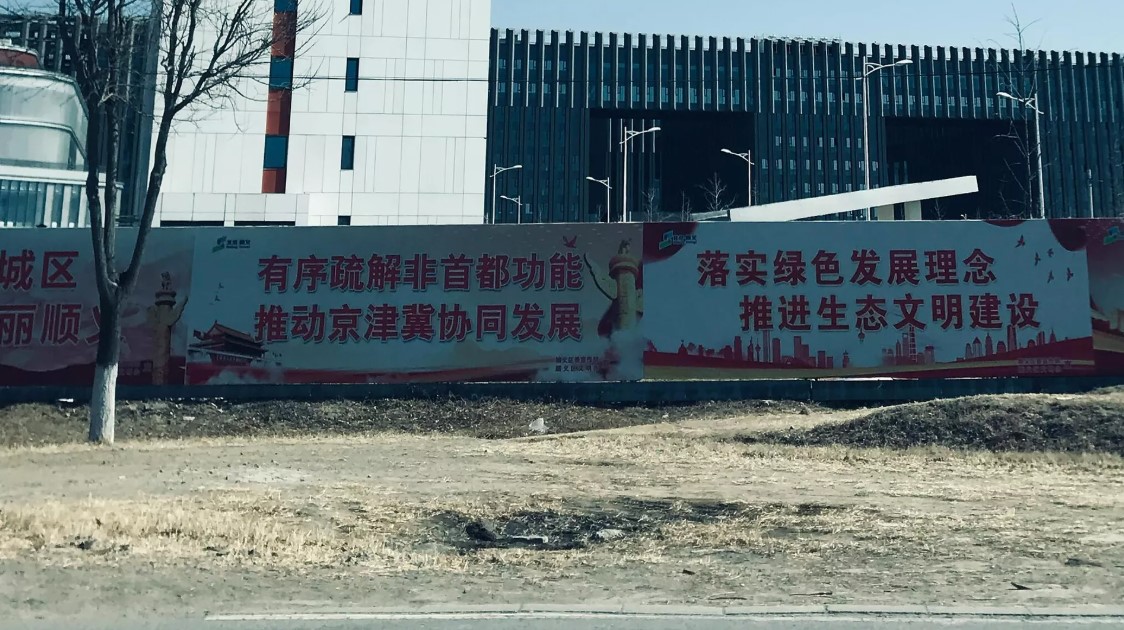 城区
丽顺义
有序疏解非首都功能
推动京津冀协同发展
落实绿色发展理念
推进生态文明建设